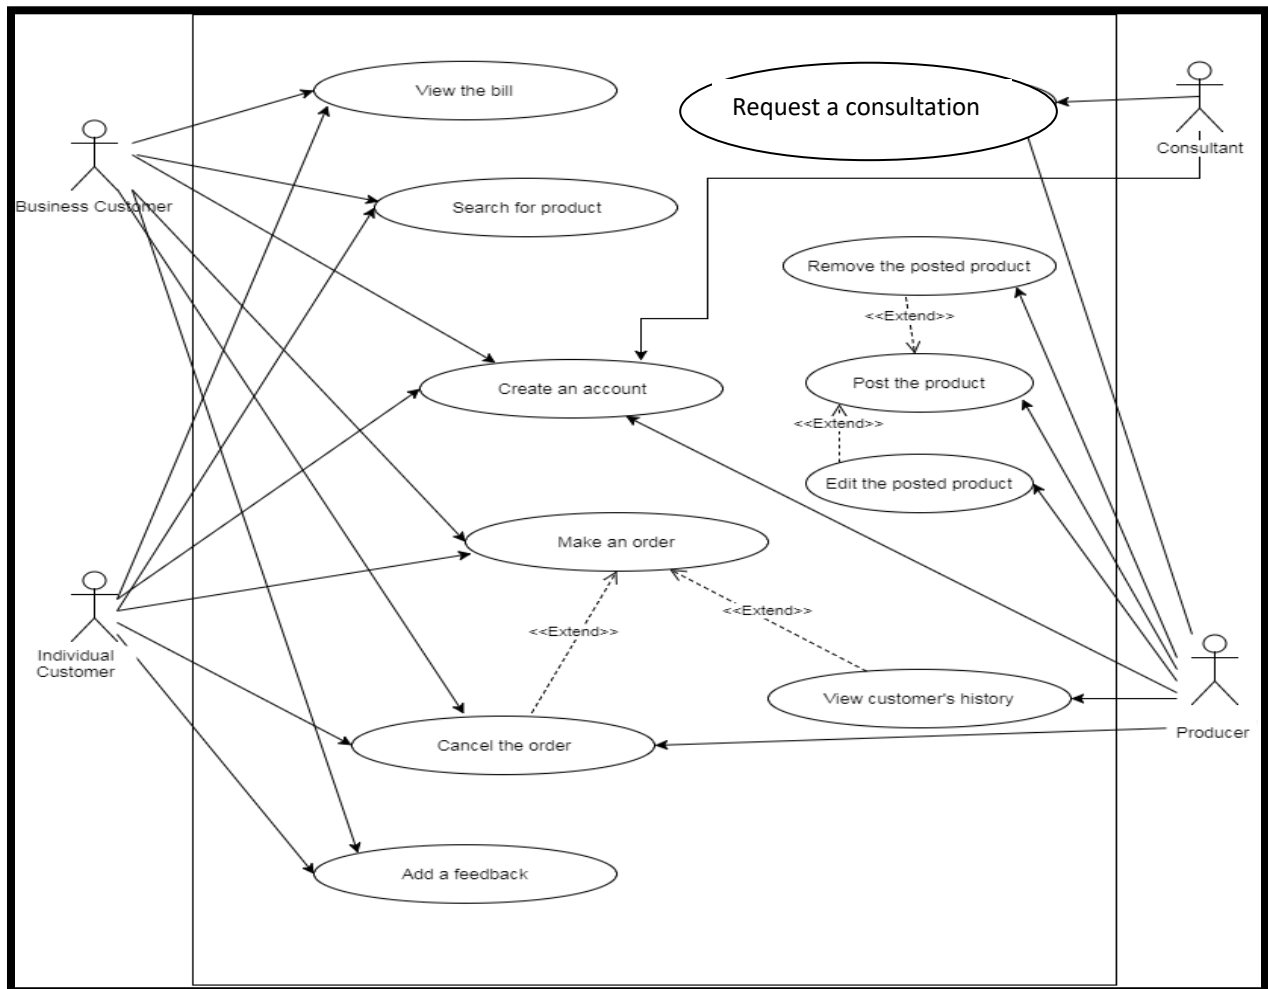 View the bill
Request a consultation
Consultant
Business Customer
Search for product
Remove the posted product
<<Extend>>
Create an account
Post the product
<<Extend>>
Edit the posted product
Make an order
<<Extend>>
<<Extend>>
Individual
Customer
View customer's history
Producer
Cancel the order
Add a feedback